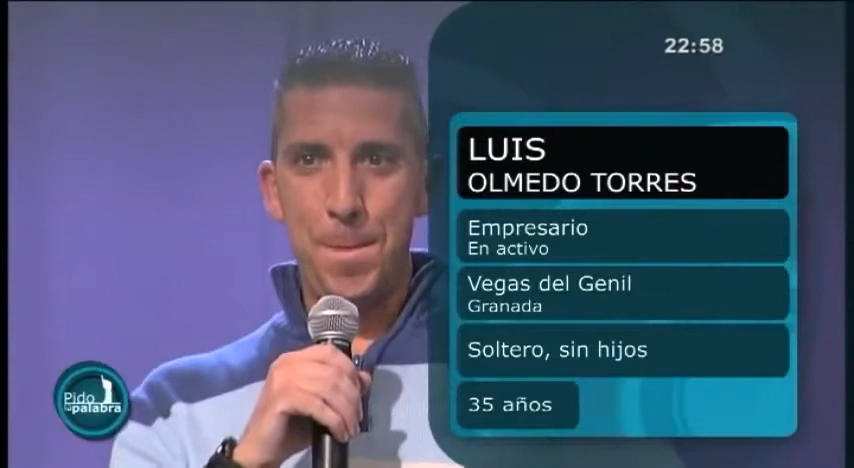 22:58
LUIS
OLMEDO TORRES
Empresario
En activo
Vegas del Genil
Granada
Soltero, sin hijos
35 años
Pido
la palabra